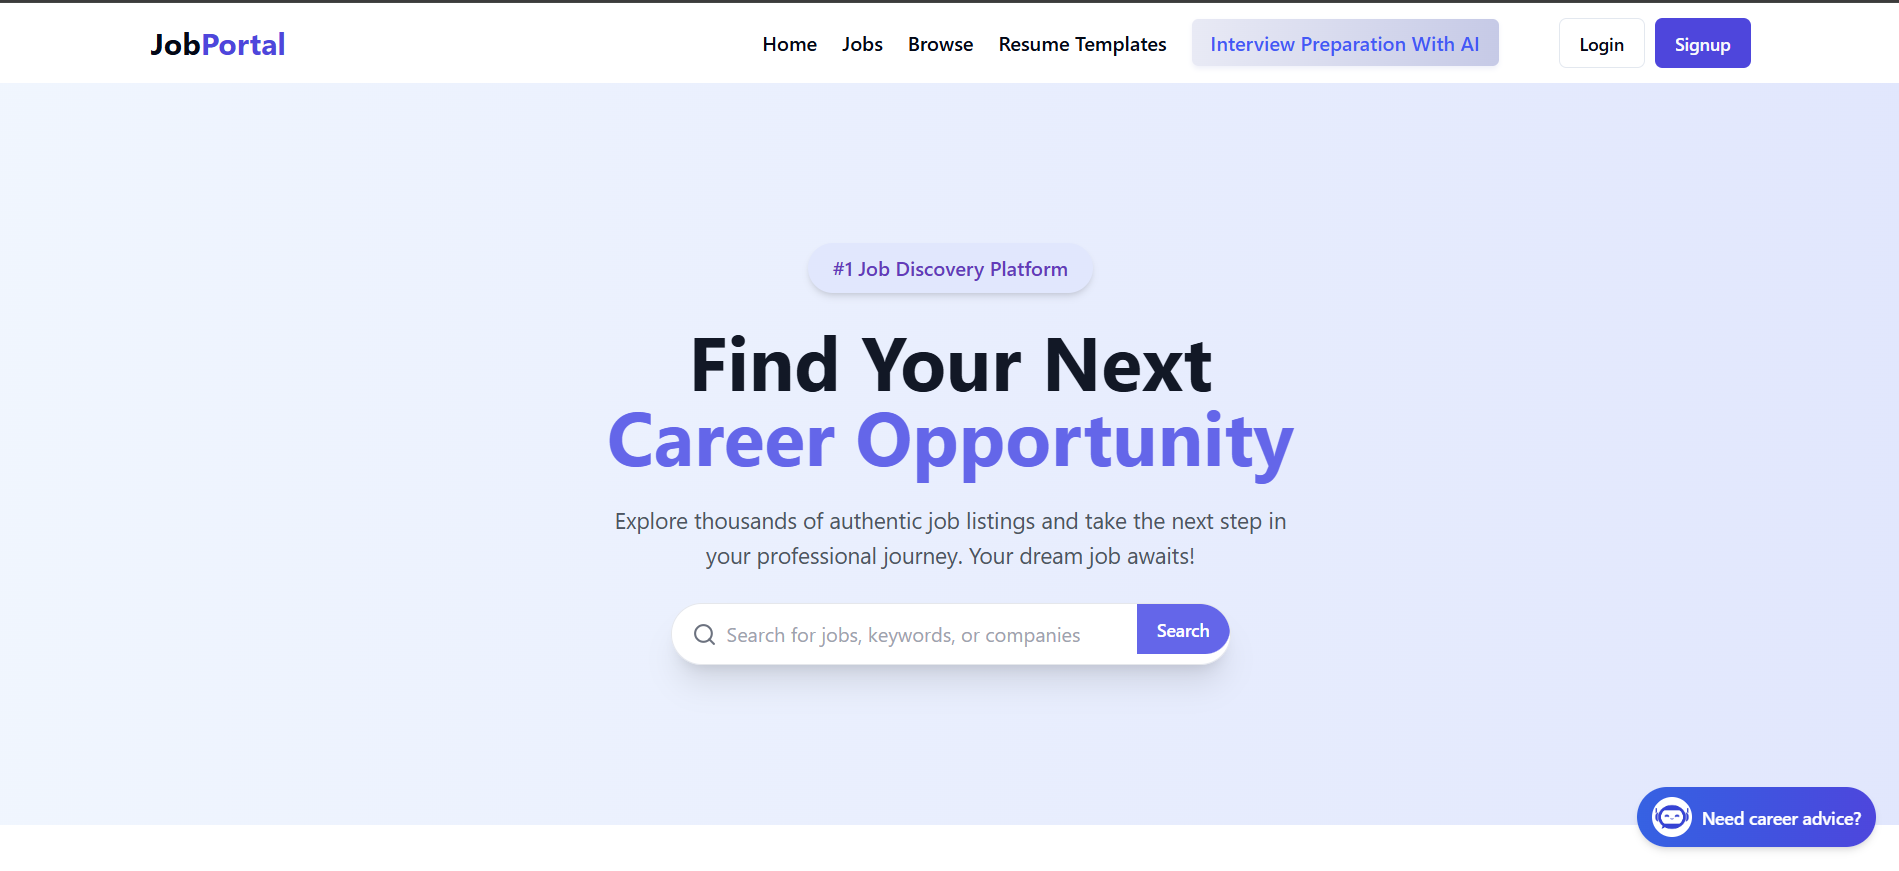 JobPortal
Home Jobs Browse Resume Templates Interview Preparation With AI Login Signup
#1 Job Discovery Platform
Find Your Next
Career Opportunity
Explore thousands of authentic job listings and take the next step in
your professional journey. Your dream job awaits!
Search for jobs, keywords, or companies Search
Need career advice?